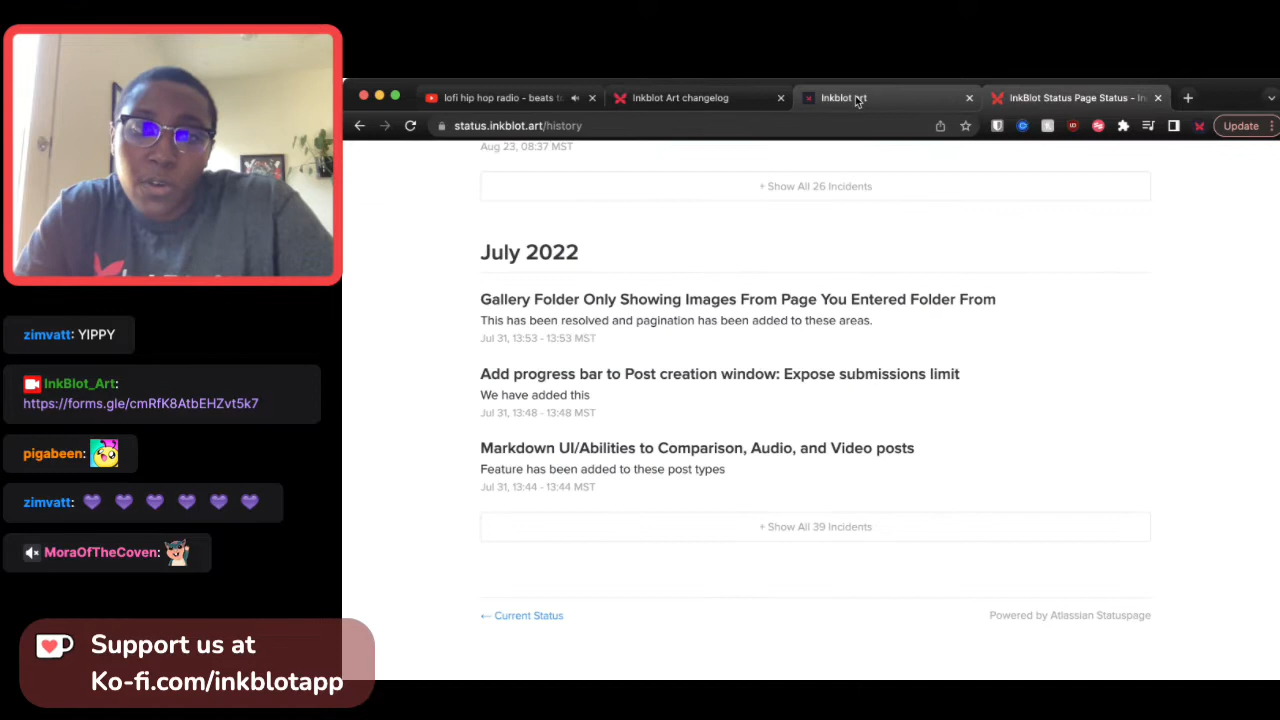 lofi hip hop radio - beats to
Inkblot Art changelog
Inkblot Art
InkBlot Status Page Status - In
status.inkblot.art/history
Update
Aug 23, 08:37 MST
+ Show All 26 Incidents
July 2022
Gallery Folder Only Showing Images From Page You Entered Folder From
This has been resolved and pagination has been added to these areas.
Jul 31, 13:53 - 13:53 MST
Add progress bar to Post creation window: Expose submissions limit
We have added this
Jul 31, 13:48 - 13:48 MST
Markdown UI/Abilities to Comparison, Audio, and Video posts
Feature has been added to these post types
Jul 31, 13:44 - 13:44 MST
+ Show All 39 Incidents
← Current Status
Powered by Atlassian Statuspage
zimvatt: YIPPY
InkBlot_Art:
https://forms.gle/cmRfK8AtbEHZvt5k7
pigabeen:
zimvatt: 💜 💜 💜 💜 💜 💜
MoraOfTheCoven:
Support us at
Ko-fi.com/inkblotapp